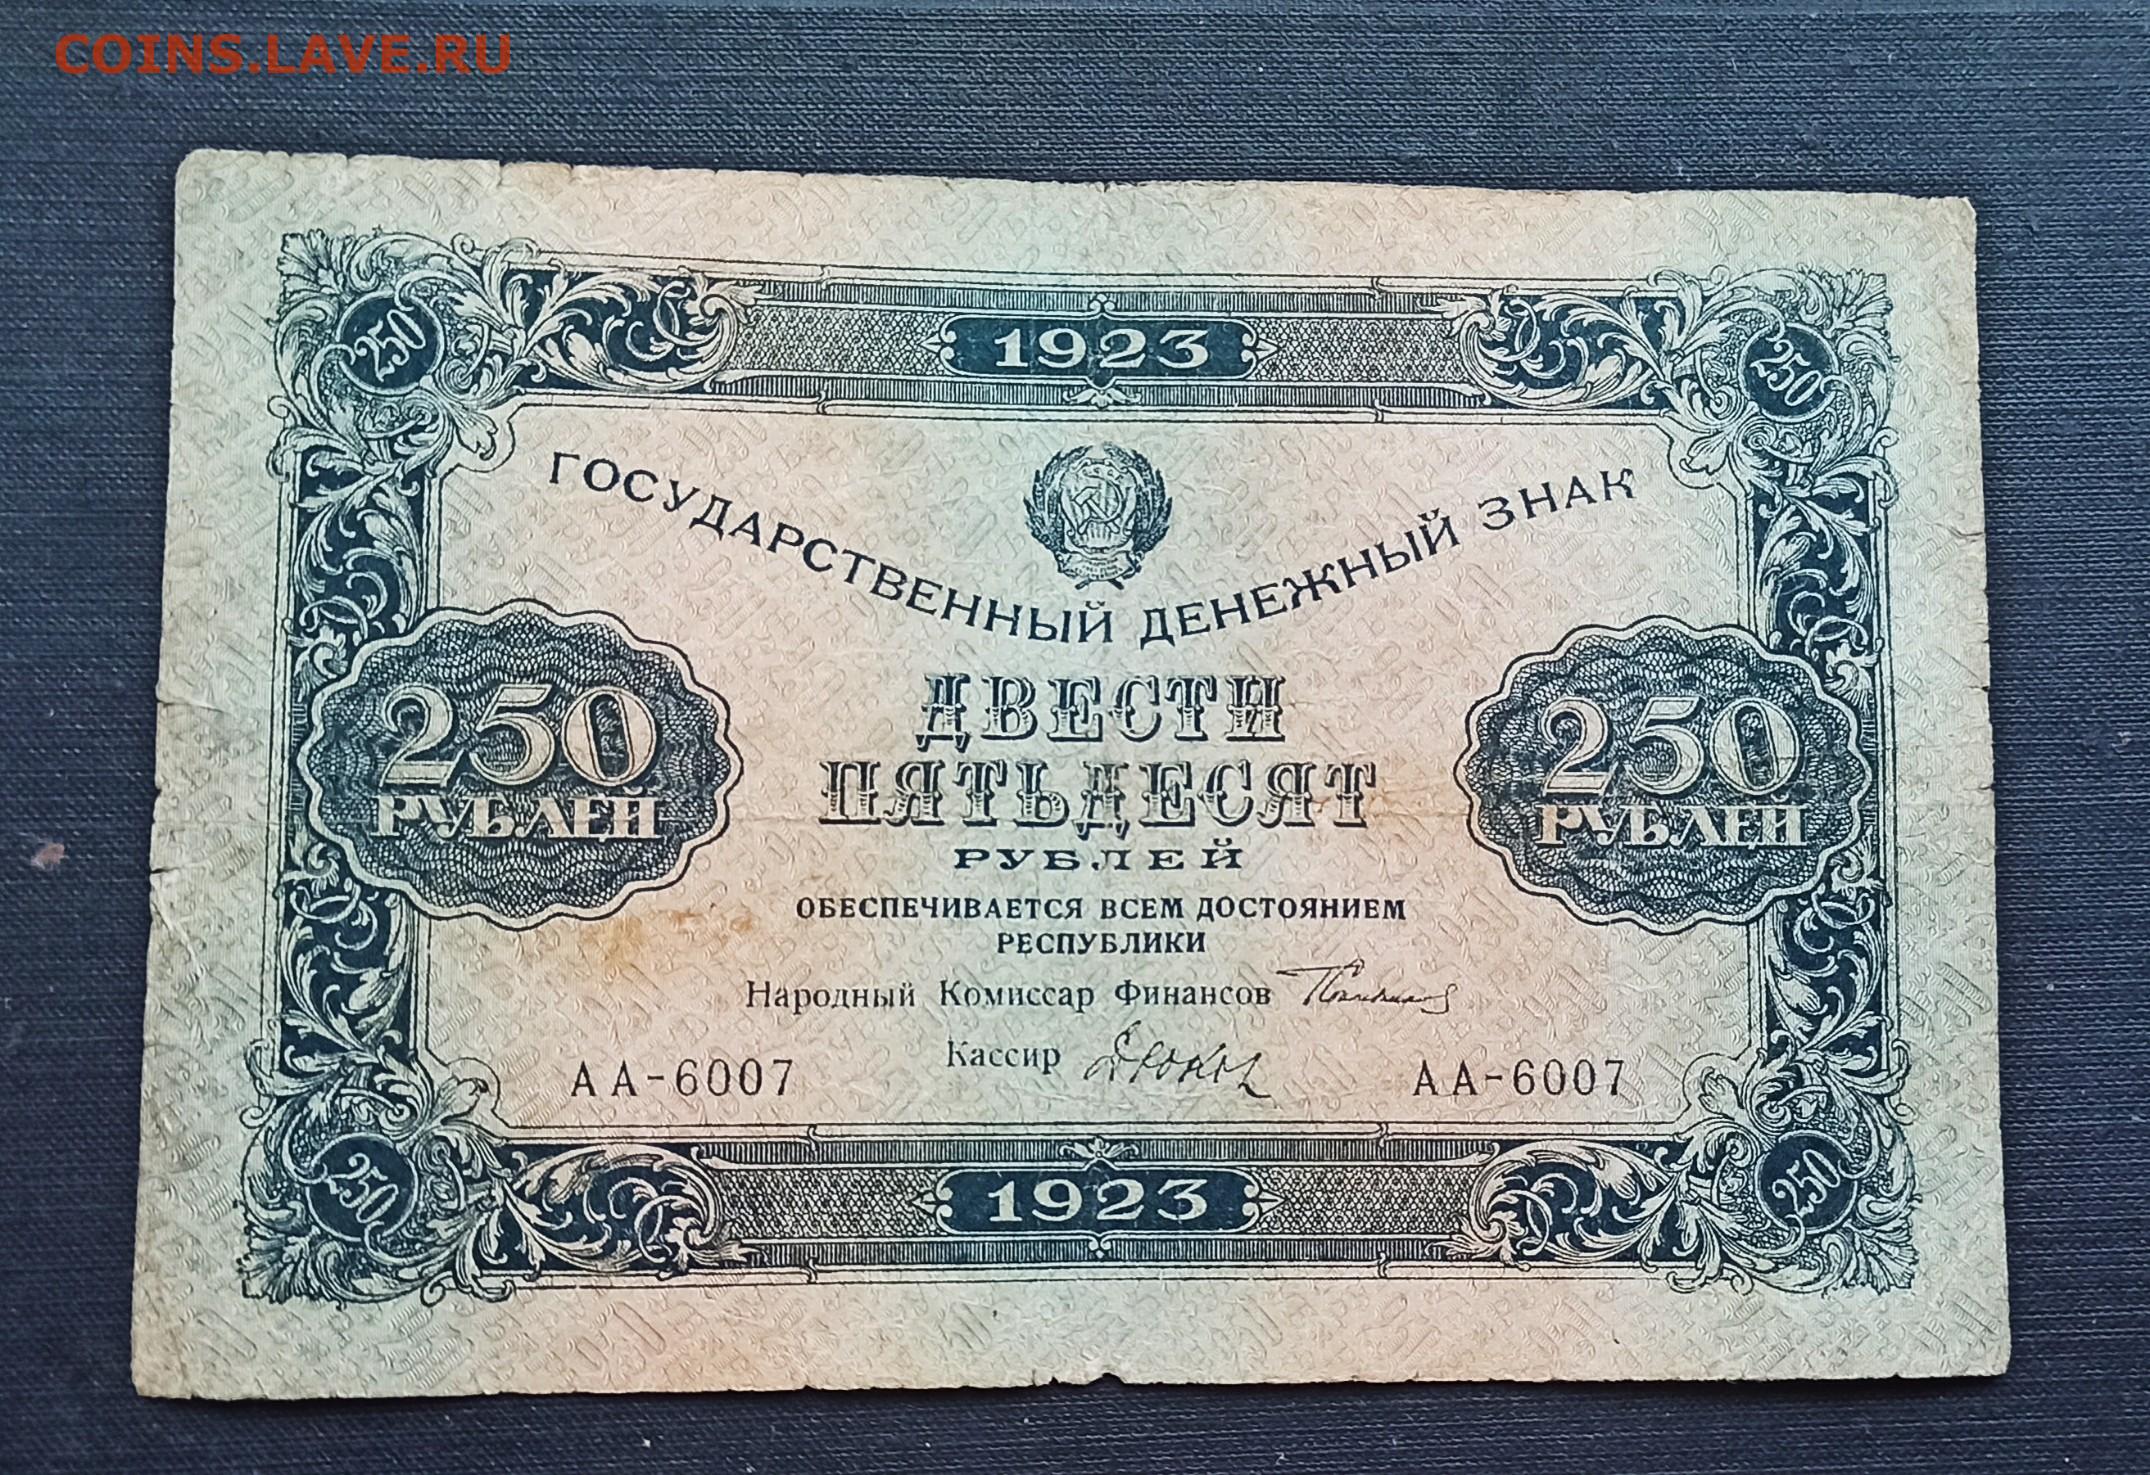 COINS.LAVE.RU
250 1923 250
ГОСУДАРСТВЕННЫЙ ДЕНЕЖНЫЙ ЗНАК
250 ДВЕСТИ 250
РУБЛЕЙ ПЯТЬДЕСЯТ РУБЛЕЙ
РУБЛЕЙ
ОБЕСПЕЧИВАЕТСЯ ВСЕМ ДОСТОЯНИЕМ
РЕСПУБЛИКИ
Народный Комиссар Финансов
Кассир
АА-6007 АА-6007
250 1923 250